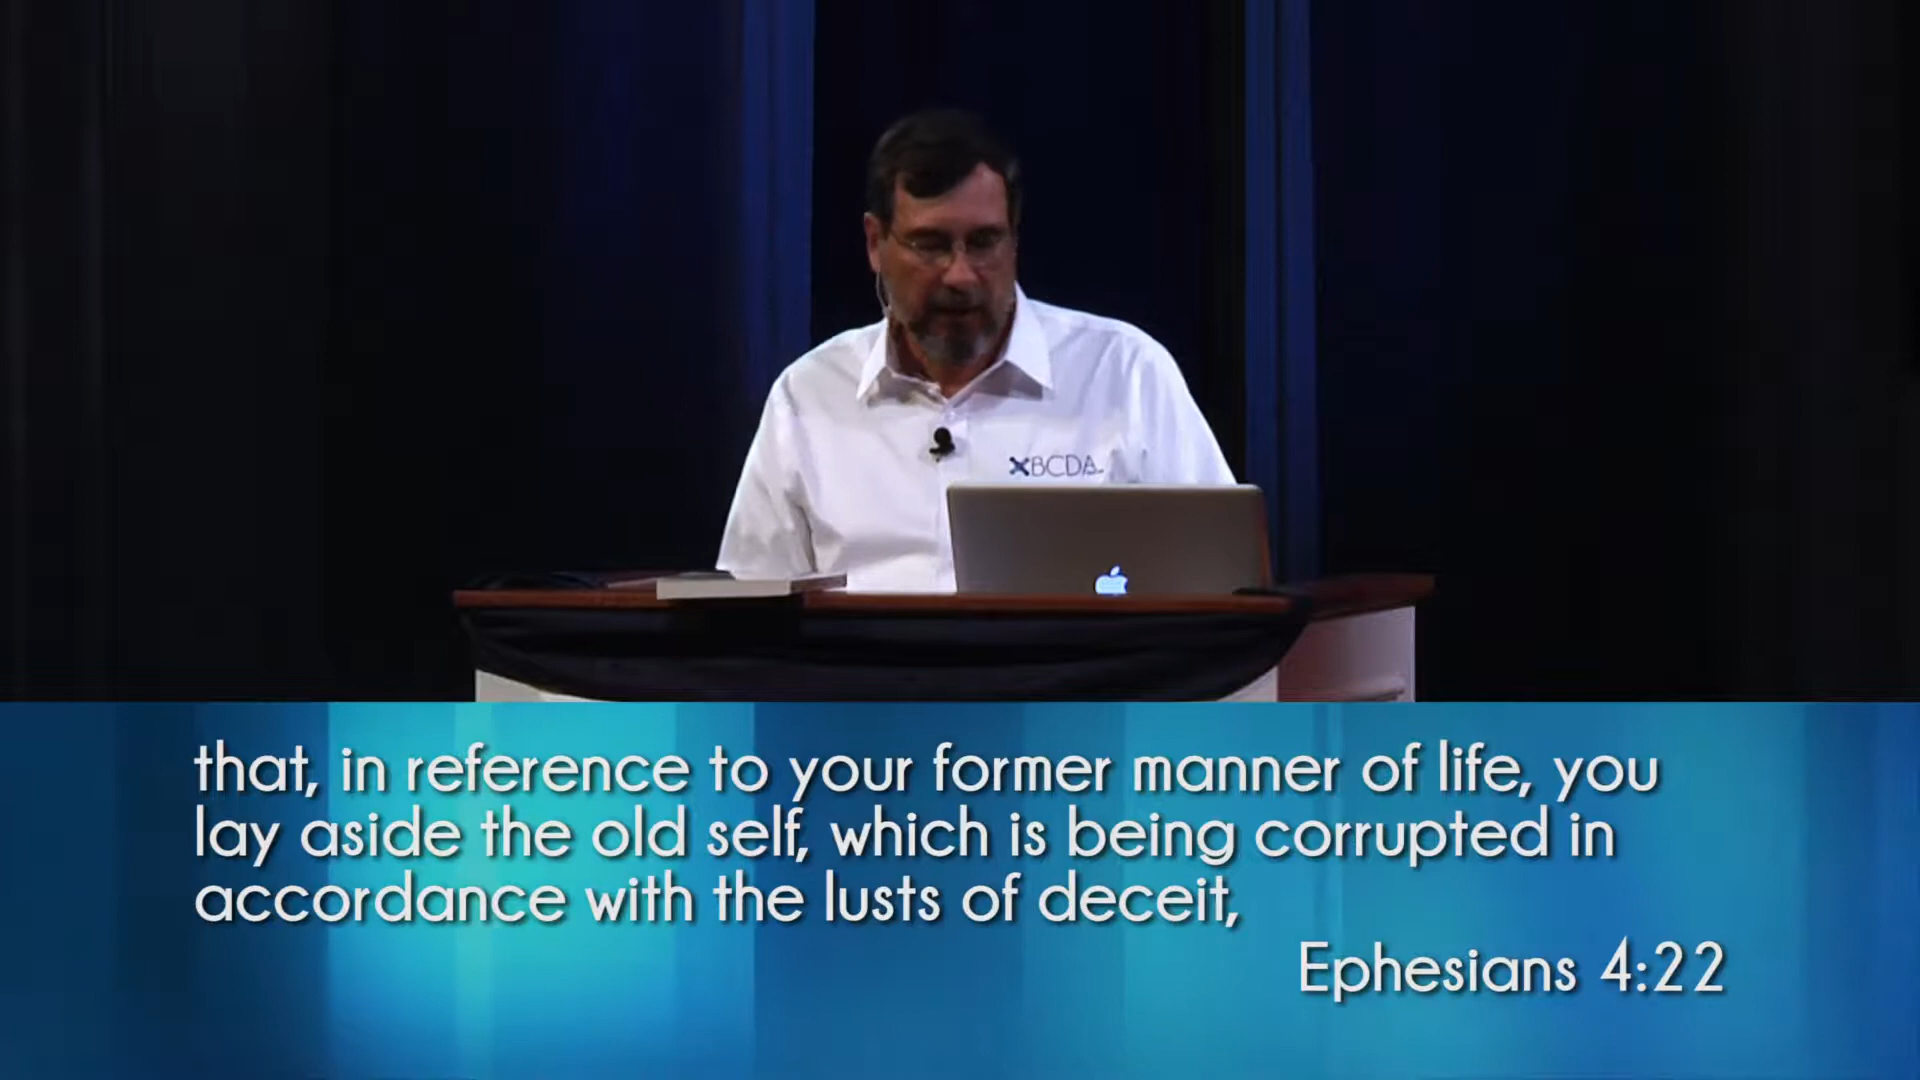 BCDA
that, in reference to your former manner of life, you
lay aside the old self, which is being corrupted in
accordance with the lusts of deceit,
Ephesians 4:22